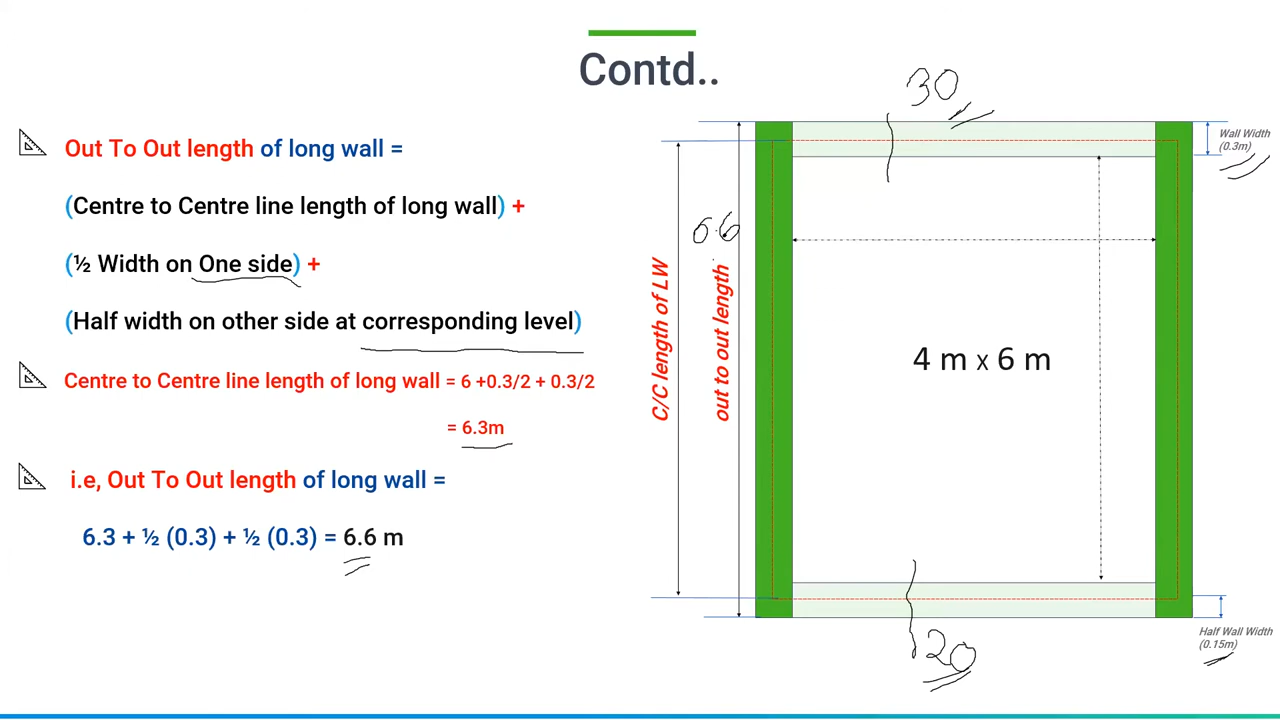 Contd..
Out To Out length of long wall =
(Centre to Centre line length of long wall) +
(½ Width on One side) +
(Half width on other side at corresponding level)
Centre to Centre line length of long wall = 6 +0.3/2 + 0.3/2
= 6.3m
i.e, Out To Out length of long wall =
6.3 + ½ (0.3) + ½ (0.3) = 6.6 m
30
Wall Width
(0.3m)
6.6
C/C length of LW
out to out length
4 m x 6 m
Half Wall Width
(0.15m)
20